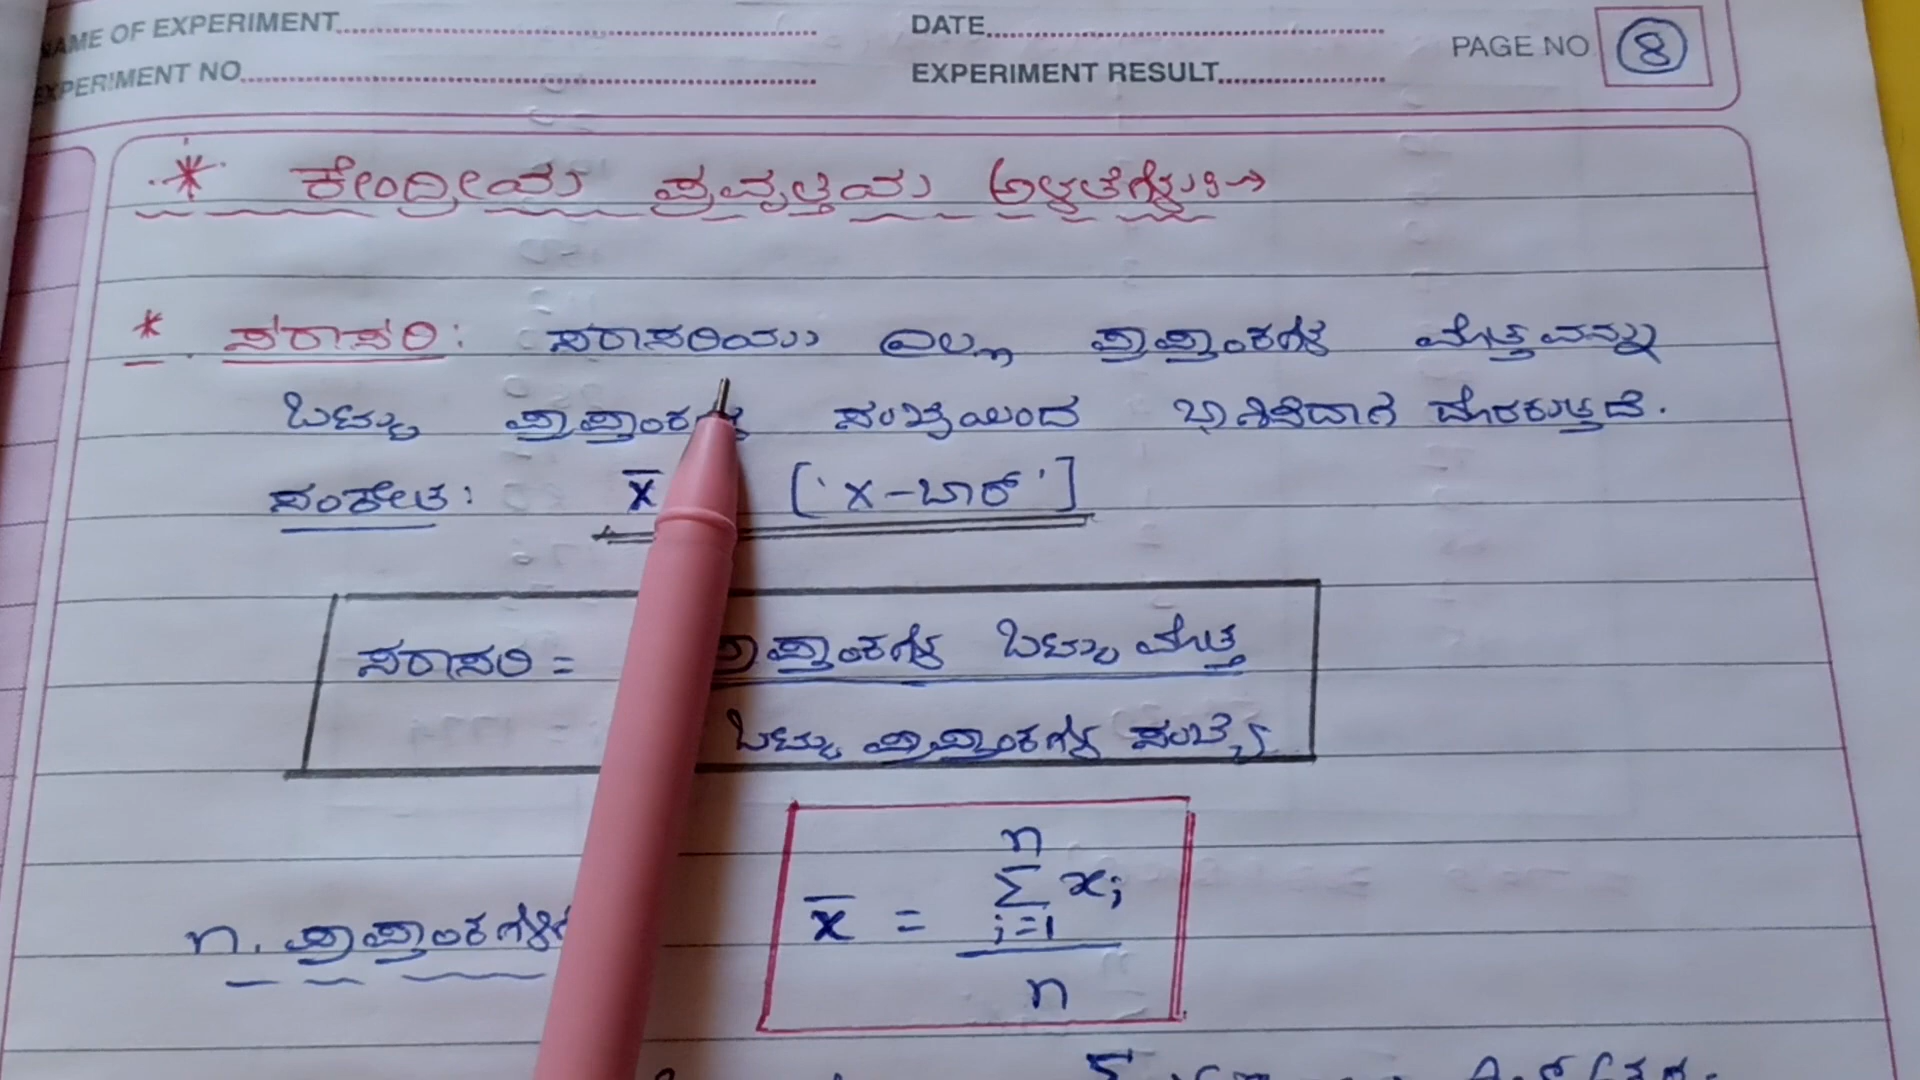 NAME OF EXPERIMENT
DATE
PAGE NO 8
EXPERIMENT NO
EXPERIMENT RESULT
* ಕೇಂದ್ರೀಯ ಪ್ರವೃತ್ತಿಯ ಅಳತೆಗಳು :→
* ಸರಾಸರಿ : ಸರಾಸರಿಯು ಎಲ್ಲಾ ಪ್ರಾಪ್ತಾಂಕಗಳ ಮೊತ್ತವನ್ನು
ಒಟ್ಟು ಪ್ರಾಪ್ತಾಂಕಗಳ ಸಂಖ್ಯೆಯಿಂದ ಭಾಗಿಸಿದಾಗ ದೊರಕುತ್ತದೆ.
ಸಂಕೇತ : x̄ ['x-ಬಾರ್']
ಸರಾಸರಿ = ಪ್ರಾಪ್ತಾಂಕಗಳ ಒಟ್ಟು ಮೊತ್ತ
ಒಟ್ಟು ಪ್ರಾಪ್ತಾಂಕಗಳ ಸಂಖ್ಯೆ
n
x̄ = Σ xi
i=1
n. ಪ್ರಾಪ್ತಾಂಕಗಳಿಗೆ
n